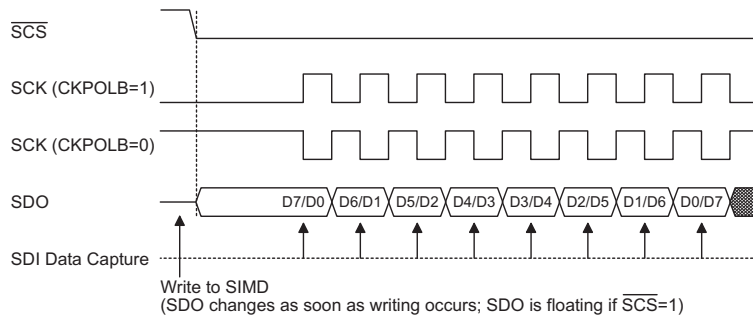 S̅C̅S̅
SCK (CKPOLB=1)
SCK (CKPOLB=0)
SDO
D7/D0 D6/D1 D5/D2 D4/D3 D3/D4 D2/D5 D1/D6 D0/D7
SDI Data Capture
Write to SIMD
(SDO changes as soon as writing occurs; SDO is floating if S̅C̅S̅=1)